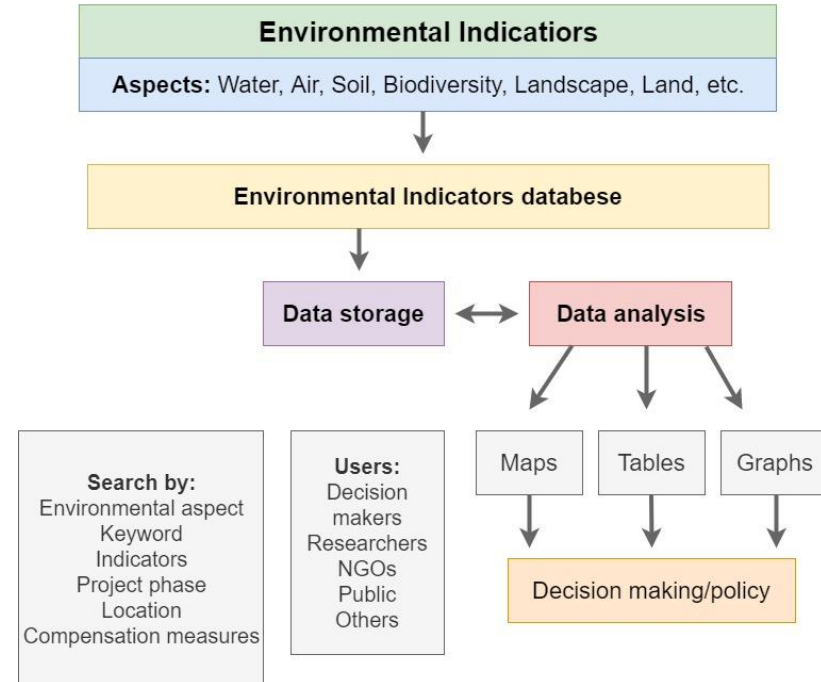 Environmental Indicatiors
Aspects: Water, Air, Soil, Biodiversity, Landscape, Land, etc.
Environmental Indicators databese
Data storage
Data analysis
Search by:
Environmental aspect
Keyword
Indicators
Project phase
Location
Compensation measures
Users:
Decision
makers
Researchers
NGOs
Public
Others
Maps
Tables
Graphs
Decision making/policy